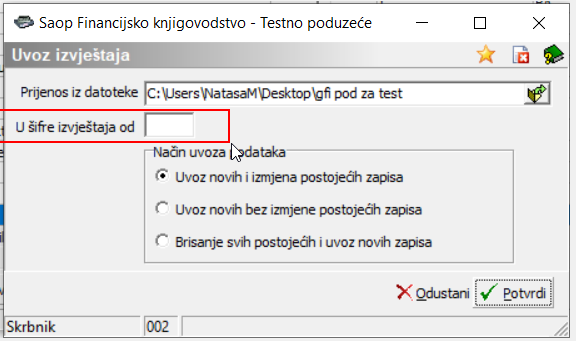 Saop Financijsko knjigovodstvo - Testno poduzeće
Uvoz izvještaja
Prijenos iz datoteke C:\Users\NatasaM\Desktop\gfi pod za test
U šifre izvještaja od
Način uvoza podataka
Uvoz novih i izmjena postojećih zapisa
Uvoz novih bez izmjene postojećih zapisa
Brisanje svih postojećih i uvoz novih zapisa
Odustani Potvrdi
Skrbnik 002